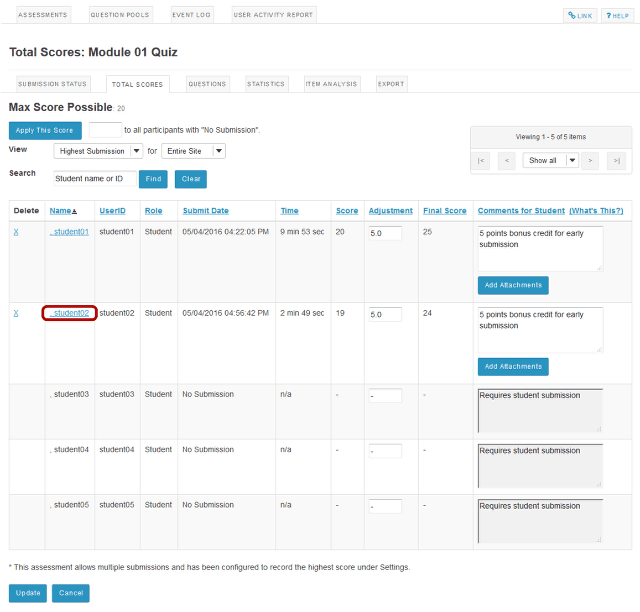 ASSESSMENTS QUESTION POOLS EVENT LOG USER ACTIVITY REPORT LINK ? HELP
Total Scores: Module 01 Quiz
SUBMISSION STATUS TOTAL SCORES QUESTIONS STATISTICS ITEM ANALYSIS EXPORT
Max Score Possible: 20
Apply This Score to all participants with "No Submission".
View Highest Submission for Entire Site
Viewing 1 - 5 of 5 items
|< < Show all > >|
Search Student name or ID Find Clear
Delete Name UserID Role Submit Date Time Score Adjustment Final Score Comments for Student (What's This?)
X , student01 student01 Student 05/04/2016 04:22:05 PM 9 min 53 sec 20 5.0 25 5 points bonus credit for early
submission
Add Attachments
X , student02 student02 Student 05/04/2016 04:56:42 PM 2 min 49 sec 19 5.0 24 5 points bonus credit for early
submission
Add Attachments
, student03 student03 Student No Submission n/a - - - Requires student submission
, student04 student04 Student No Submission n/a - - - Requires student submission
, student05 student05 Student No Submission n/a - - - Requires student submission
* This assessment allows multiple submissions and has been configured to record the highest score under Settings.
Update Cancel